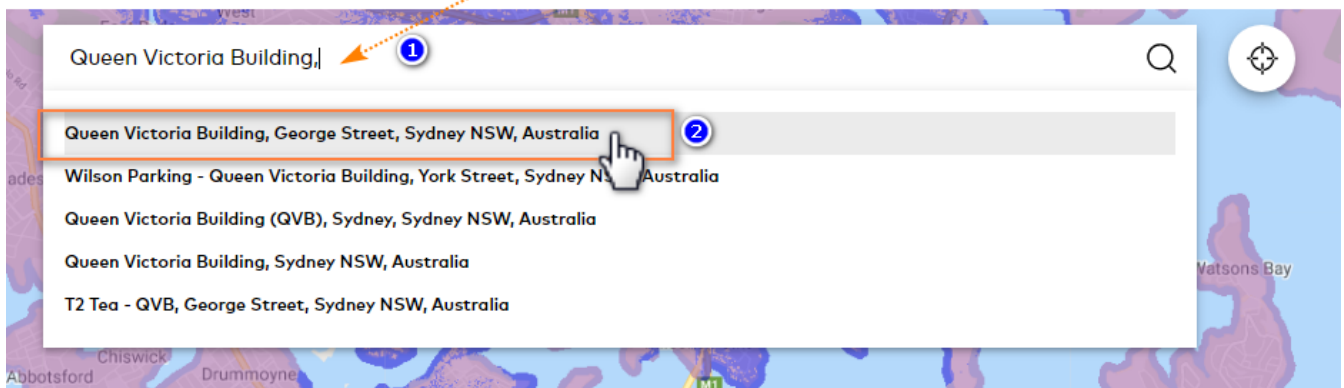 West
Queen Victoria Building,
1
Queen Victoria Building, George Street, Sydney NSW, Australia
2
Wilson Parking - Queen Victoria Building, York Street, Sydney NS Australia
Queen Victoria Building (QVB), Sydney, Sydney NSW, Australia
Queen Victoria Building, Sydney NSW, Australia
T2 Tea - QVB, George Street, Sydney NSW, Australia
Watsons Bay
Chiswick
Abbotsford
Drummoyne
M1